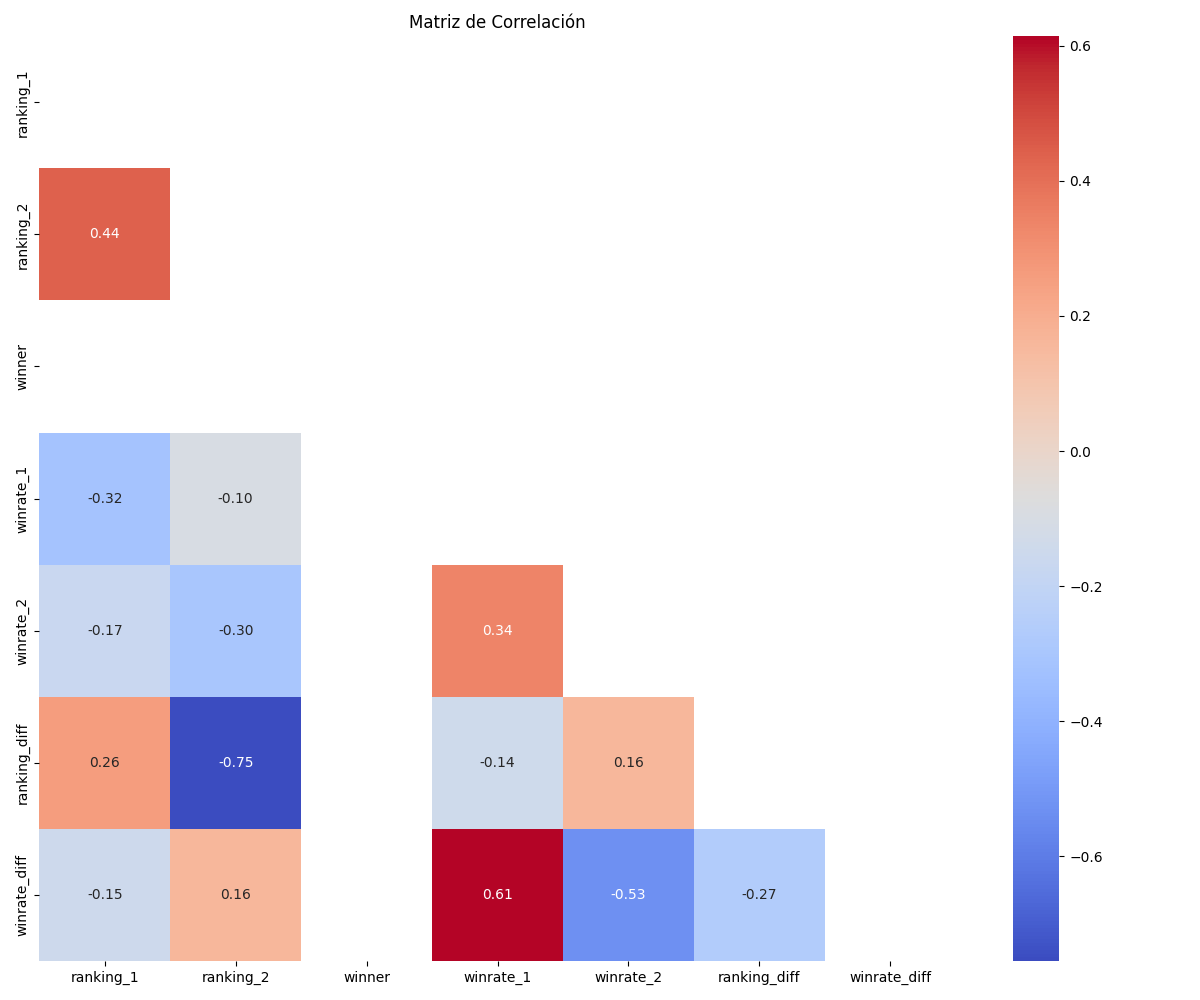 Matriz de Correlación
ranking_1
ranking_2
0.44
winner
winrate_1
-0.32 -0.10
winrate_2
-0.17 -0.30 0.34
ranking_diff
0.26 -0.75 -0.14 0.16
winrate_diff
-0.15 0.16 0.61 -0.53 -0.27
ranking_1 ranking_2 winner winrate_1 winrate_2 ranking_diff winrate_diff
0.6
0.4
0.2
0.0
−0.2
−0.4
−0.6